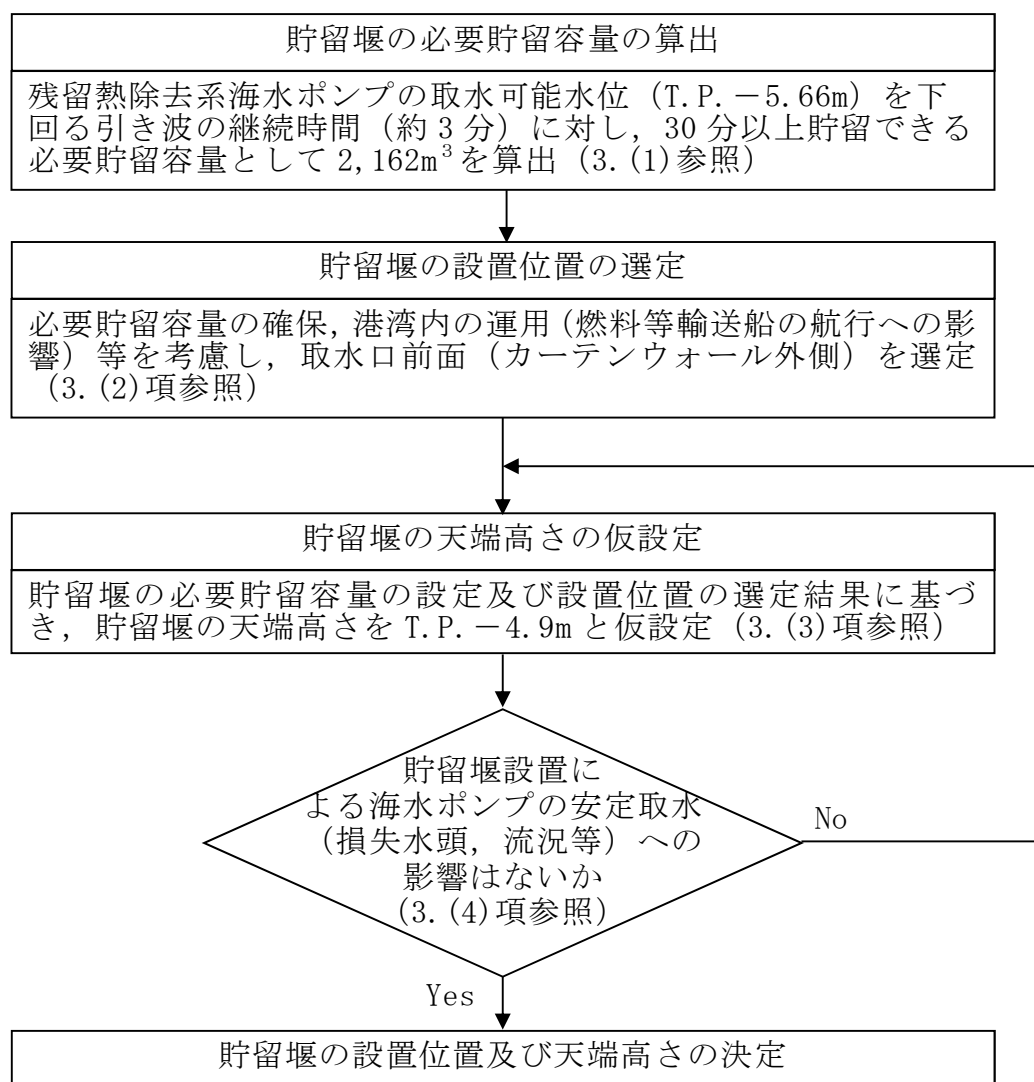 貯留堰の必要貯留容量の算出
残留熱除去系海水ポンプの取水可能水位（T.P.－5.66m）を下
回る引き波の継続時間（約3分）に対し，30分以上貯留できる
必要貯留容量として2,162m³を算出（3.(1)参照）
貯留堰の設置位置の選定
必要貯留容量の確保，港湾内の運用（燃料等輸送船の航行への影
響）等を考慮し，取水口前面（カーテンウォール外側）を選定
（3.(2)項参照）
貯留堰の天端高さの仮設定
貯留堰の必要貯留容量の設定及び設置位置の選定結果に基づ
き，貯留堰の天端高さをT.P.－4.9mと仮設定（3.(3)項参照）
貯留堰設置に
よる海水ポンプの安定取水
（損失水頭，流況等）への
影響はないか
（3.(4)項参照）
No
Yes
貯留堰の設置位置及び天端高さの決定